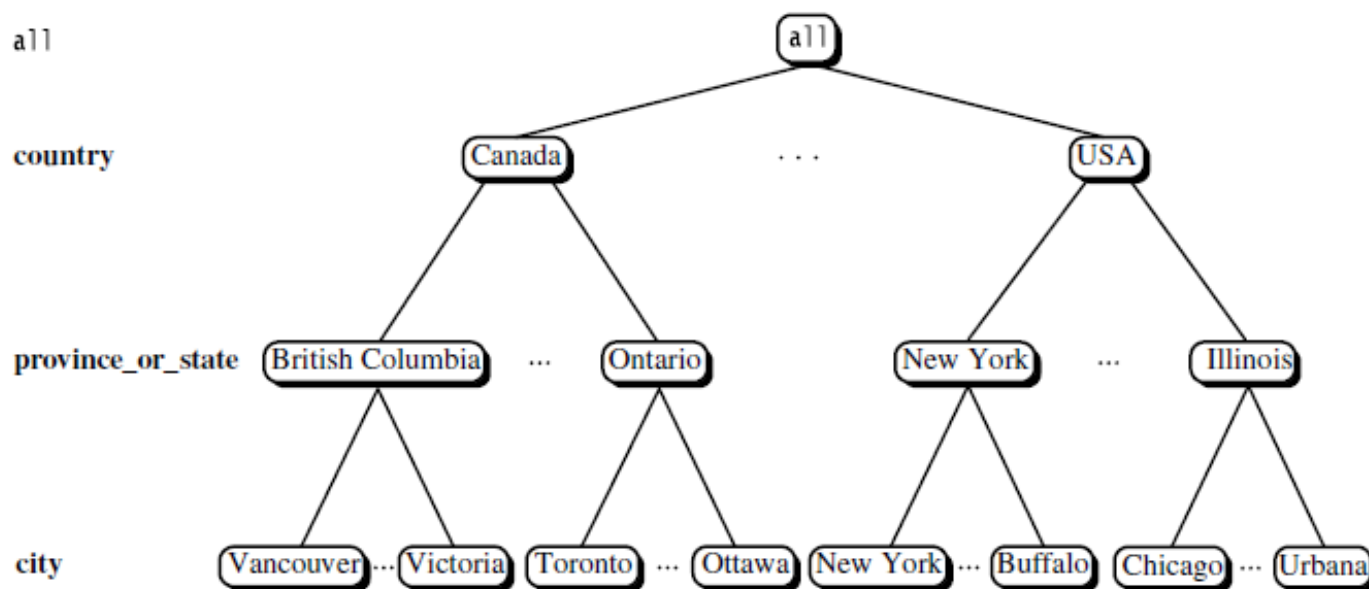 all all
country Canada . . . USA
province_or_state British Columbia ... Ontario New York ... Illinois
city Vancouver ... Victoria Toronto ... Ottawa New York ... Buffalo Chicago ... Urbana